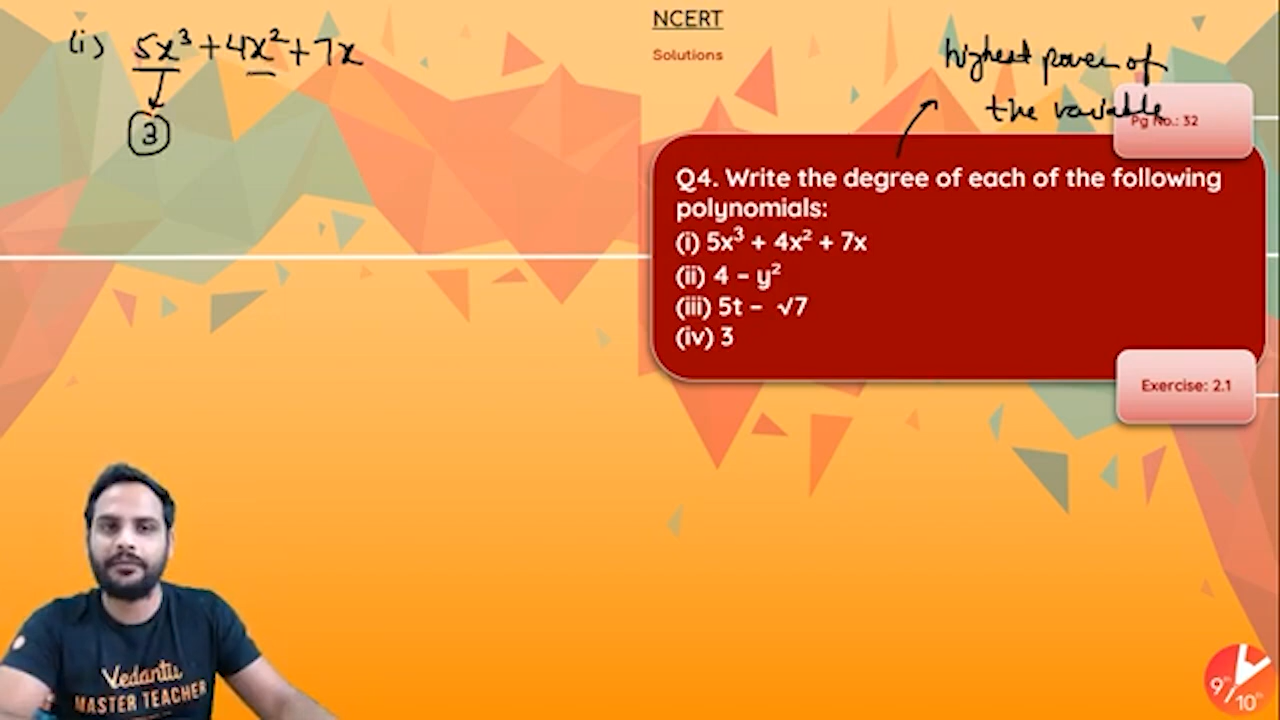 (i) 5x³ + 4x² + 7x
3
NCERT
Solutions
highest power of
the variable
Pg No.: 32
Q4. Write the degree of each of the following
polynomials:
(i) 5x³ + 4x² + 7x
(ii) 4 – y²
(iii) 5t – √7
(iv) 3
Exercise: 2.1
Vedantu
MASTER TEACHER
9th
10th